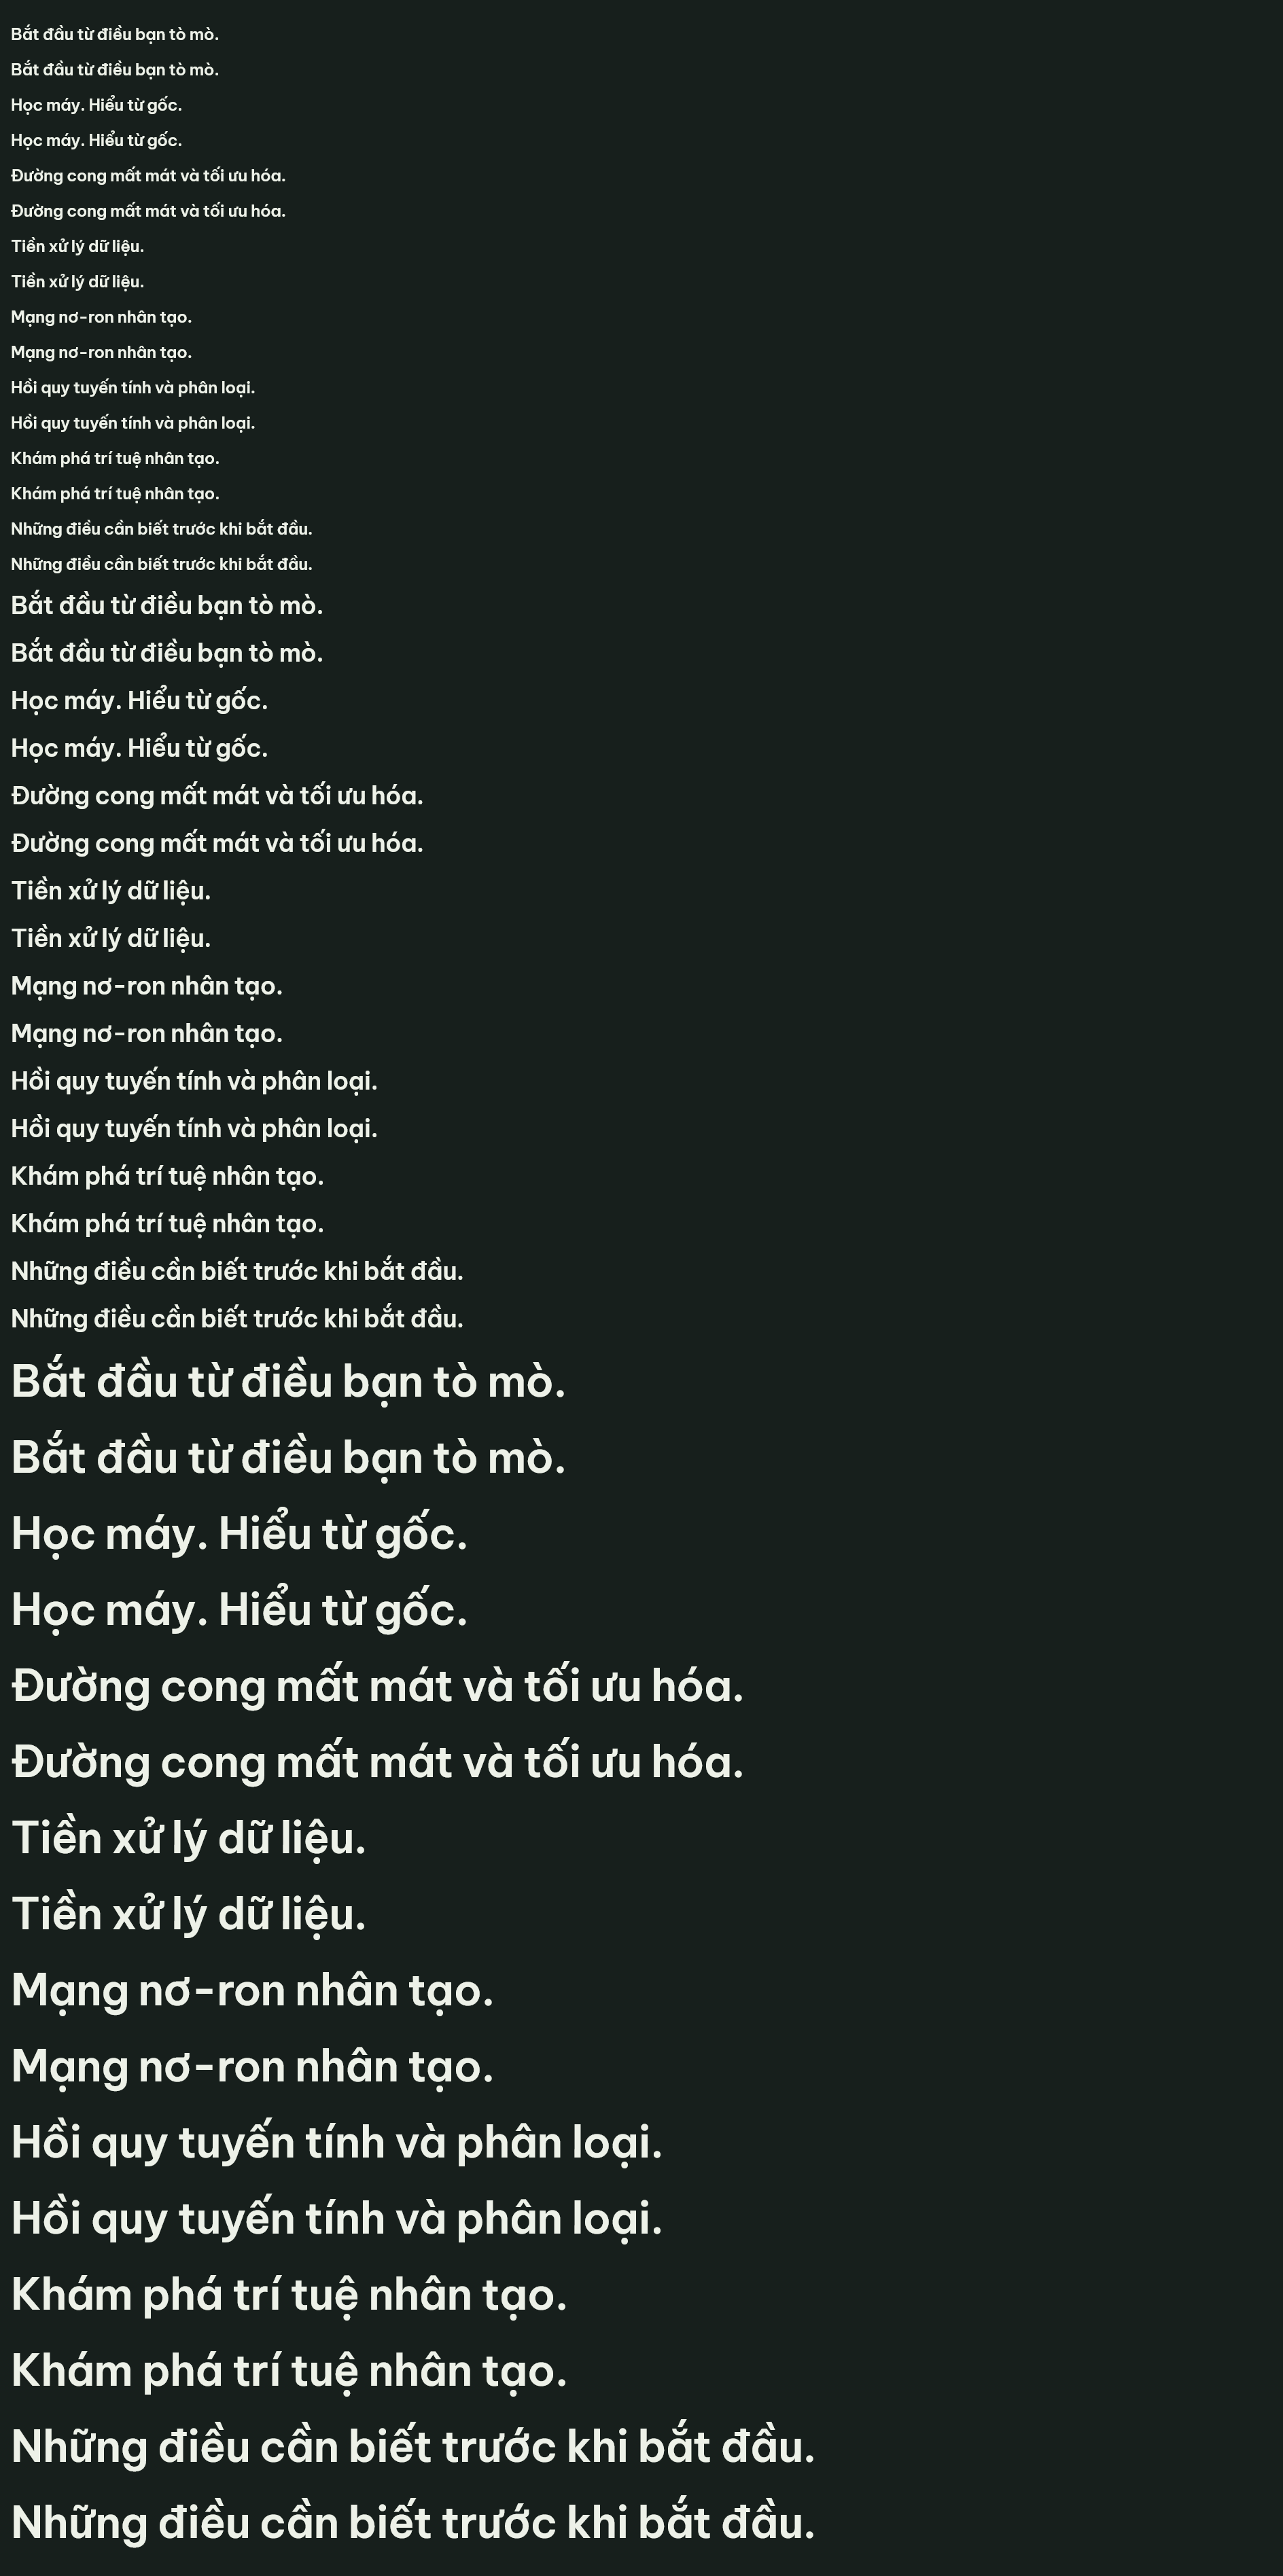 Bắt đầu từ điều bạn tò mò.
Bắt đầu từ điều bạn tò mò.
Học máy. Hiểu từ gốc.
Học máy. Hiểu từ gốc.
Đường cong mất mát và tối ưu hóa.
Đường cong mất mát và tối ưu hóa.
Tiền xử lý dữ liệu.
Tiền xử lý dữ liệu.
Mạng nơ-ron nhân tạo.
Mạng nơ-ron nhân tạo.
Hồi quy tuyến tính và phân loại.
Hồi quy tuyến tính và phân loại.
Khám phá trí tuệ nhân tạo.
Khám phá trí tuệ nhân tạo.
Những điều cần biết trước khi bắt đầu.
Những điều cần biết trước khi bắt đầu.
Bắt đầu từ điều bạn tò mò.
Bắt đầu từ điều bạn tò mò.
Học máy. Hiểu từ gốc.
Học máy. Hiểu từ gốc.
Đường cong mất mát và tối ưu hóa.
Đường cong mất mát và tối ưu hóa.
Tiền xử lý dữ liệu.
Tiền xử lý dữ liệu.
Mạng nơ-ron nhân tạo.
Mạng nơ-ron nhân tạo.
Hồi quy tuyến tính và phân loại.
Hồi quy tuyến tính và phân loại.
Khám phá trí tuệ nhân tạo.
Khám phá trí tuệ nhân tạo.
Những điều cần biết trước khi bắt đầu.
Những điều cần biết trước khi bắt đầu.
Bắt đầu từ điều bạn tò mò.
Bắt đầu từ điều bạn tò mò.
Học máy. Hiểu từ gốc.
Học máy. Hiểu từ gốc.
Đường cong mất mát và tối ưu hóa.
Đường cong mất mát và tối ưu hóa.
Tiền xử lý dữ liệu.
Tiền xử lý dữ liệu.
Mạng nơ-ron nhân tạo.
Mạng nơ-ron nhân tạo.
Hồi quy tuyến tính và phân loại.
Hồi quy tuyến tính và phân loại.
Khám phá trí tuệ nhân tạo.
Khám phá trí tuệ nhân tạo.
Những điều cần biết trước khi bắt đầu.
Những điều cần biết trước khi bắt đầu.